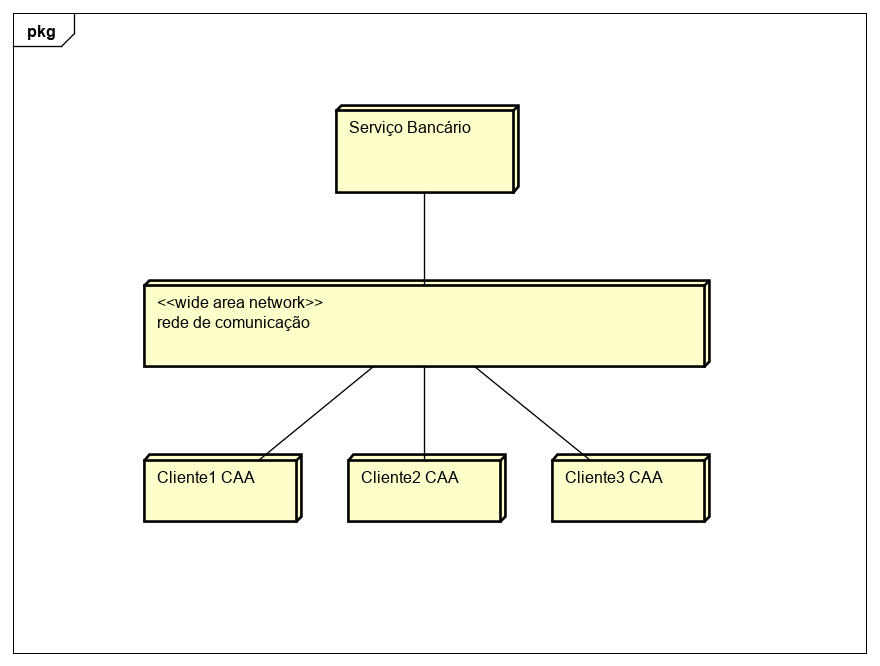 pkg
Serviço Bancário
<<wide area network>>
rede de comunicação
Cliente1 CAA
Cliente2 CAA
Cliente3 CAA